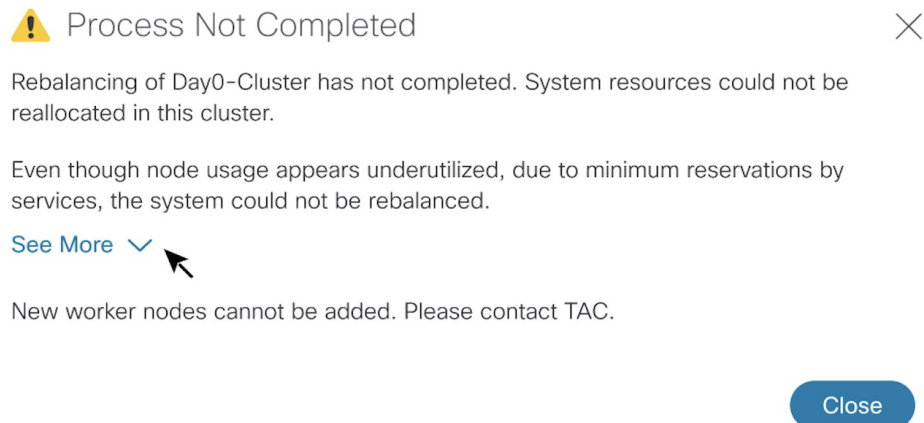 Process Not Completed
Rebalancing of Day0-Cluster has not completed. System resources could not be
reallocated in this cluster.
Even though node usage appears underutilized, due to minimum reservations by
services, the system could not be rebalanced.
See More
New worker nodes cannot be added. Please contact TAC.
Close